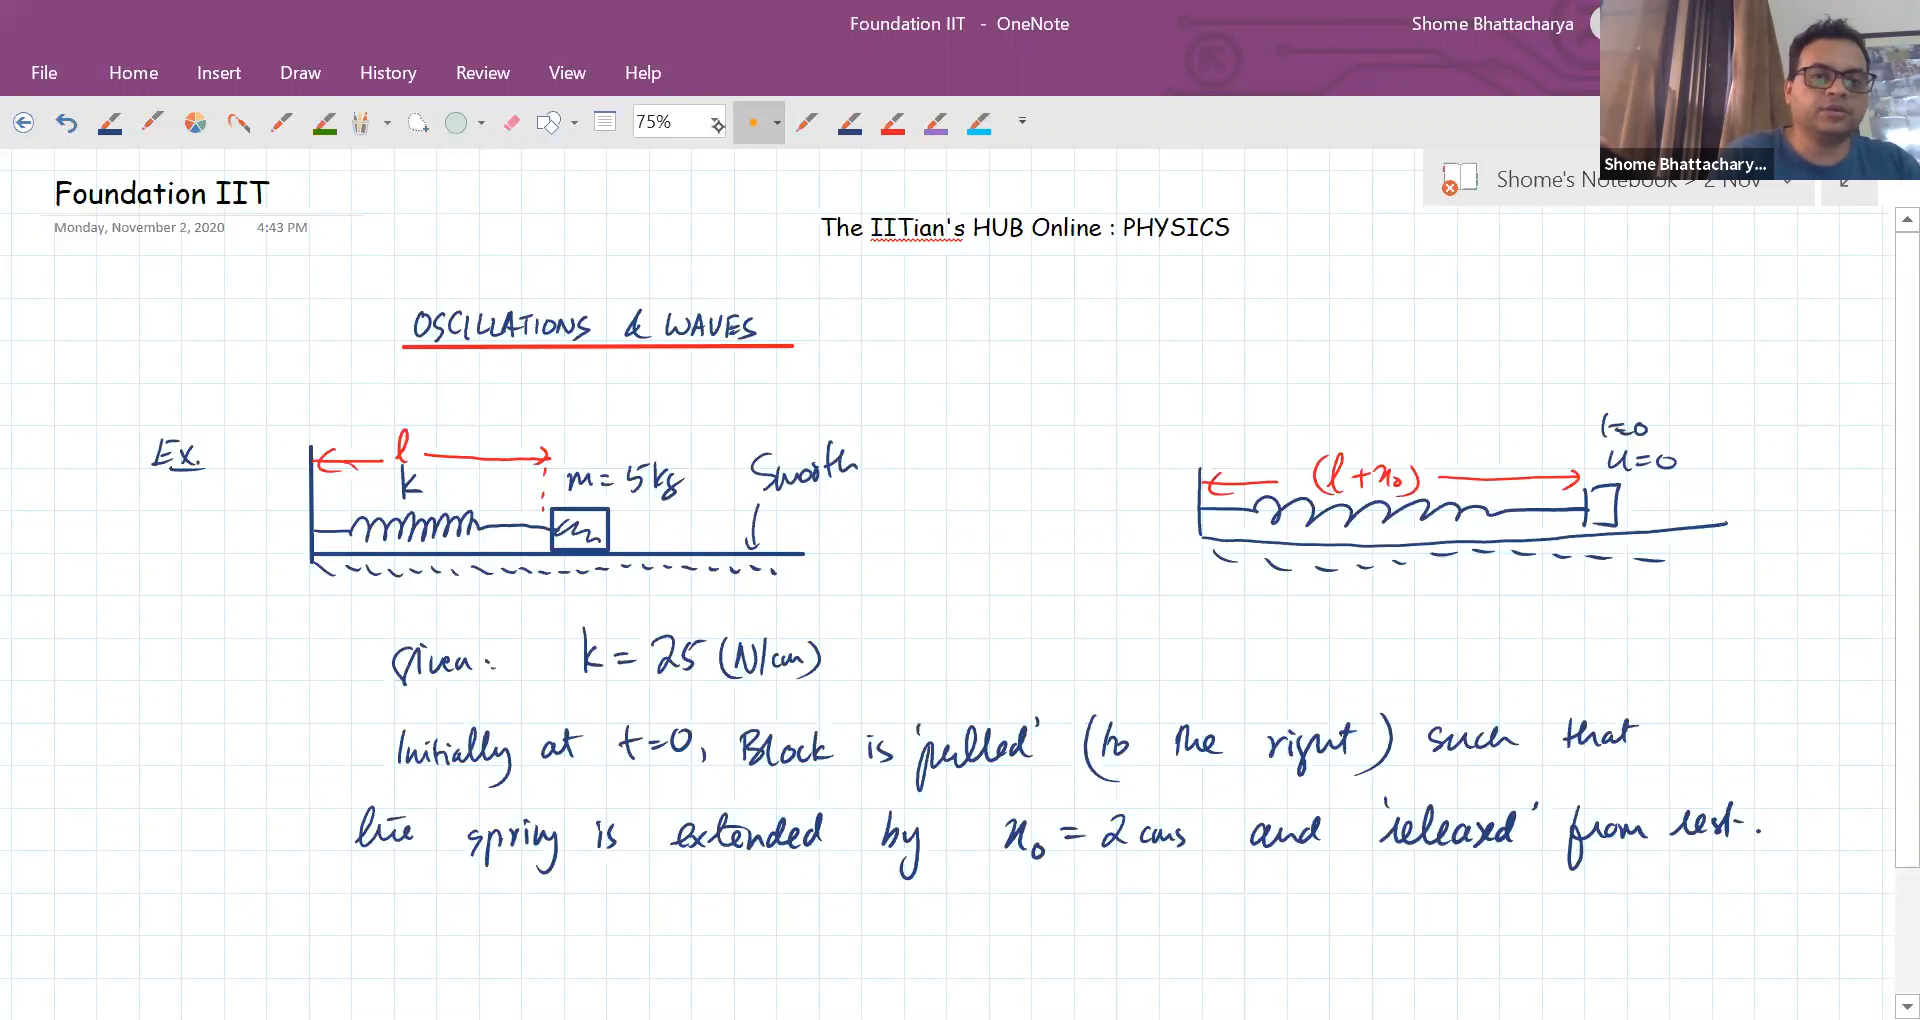 Foundation IIT - OneNote
Shome Bhattacharya
File Home Insert Draw History Review View Help
75%
Shome Bhattachary...
Shome's Notebook > 2 Nov
Foundation IIT
Monday, November 2, 2020 4:43 PM
The IITian's HUB Online : PHYSICS
OSCILLATIONS & WAVES
Ex.
l
k
m = 5 kg
Smooth
(l + x₀)
t=0
u=0
Given: k = 25 (N/cm)
Initially at t=0, Block is 'pulled' (to the right) such that
the spring is extended by x₀ = 2 cms and 'released' from rest.